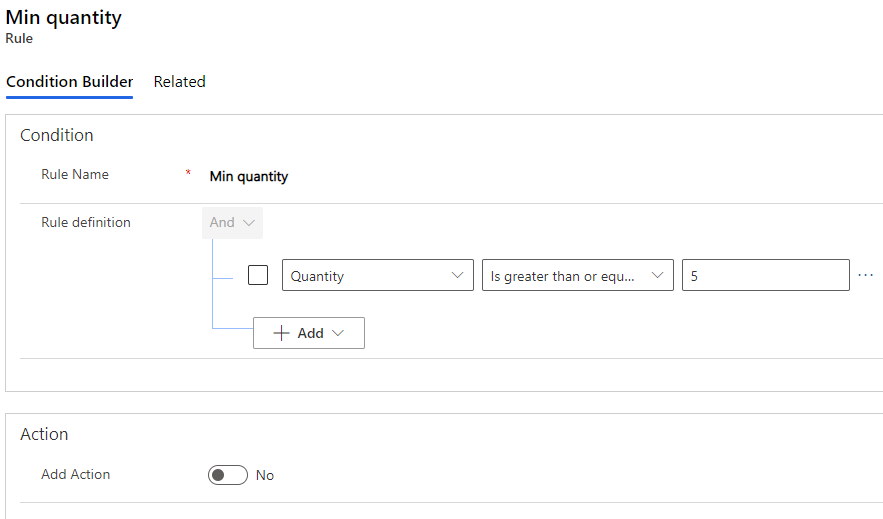 Min quantity
Rule
Condition Builder Related
Condition
Rule Name * Min quantity
Rule definition And
Quantity Is greater than or equ... 5 ...
+ Add
Action
Add Action No